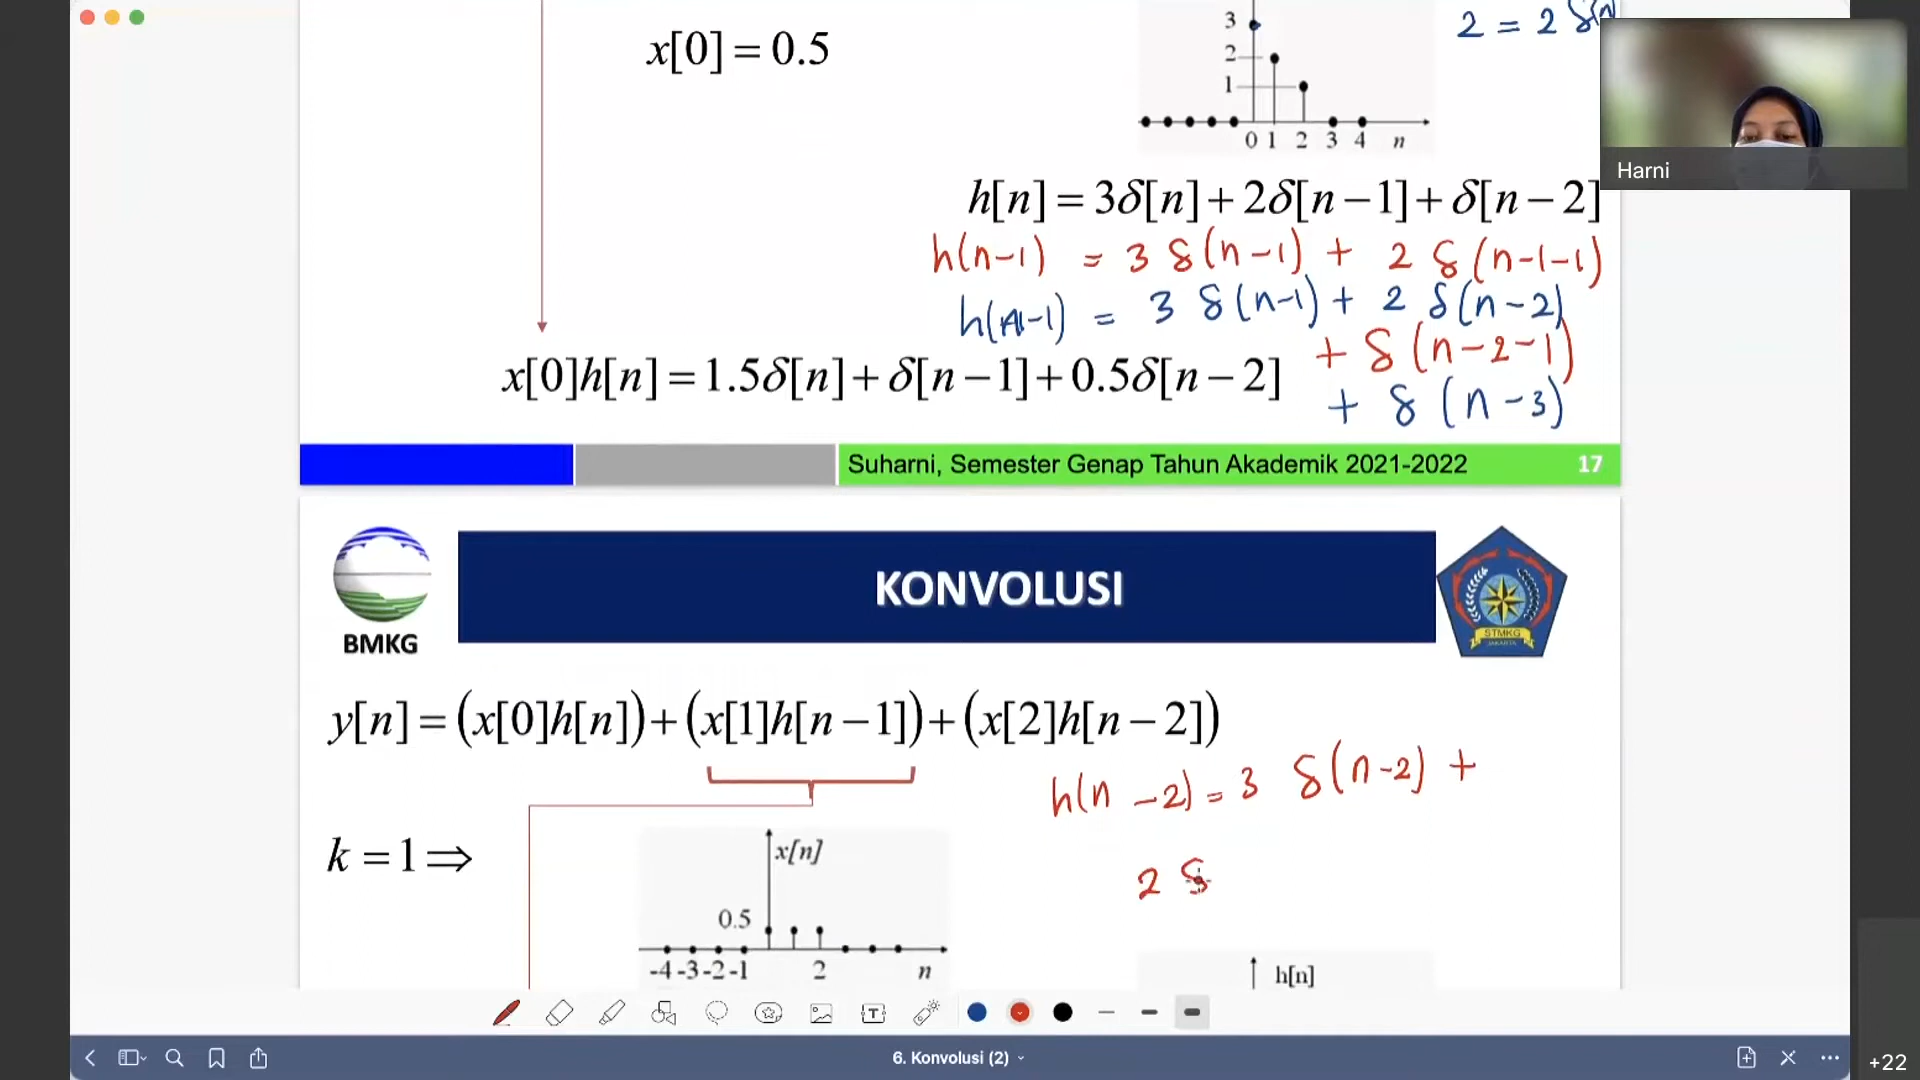 x[0] = 0.5
3
2
1
0 1 2 3 4 n
2 = 2 δ(n)
Harni
h[n] = 3δ[n] + 2δ[n − 1] + δ[n − 2]
h(n-1) = 3 δ(n-1) + 2 δ(n-1-1)
h(n-1) = 3 δ(n-1) + 2 δ(n-2)
+ δ(n-2-1)
x[0]h[n] = 1.5δ[n] + δ[n − 1] + 0.5δ[n − 2]
+ δ(n-3)
Suharni, Semester Genap Tahun Akademik 2021-2022 17
BMKG
KONVOLUSI
STMKG
y[n] = (x[0]h[n]) + (x[1]h[n − 1]) + (x[2]h[n − 2])
h(n-2) = 3 δ(n-2) +
2 δ
k = 1 ⇒
x[n]
0.5
-4 -3 -2 -1 2 n
h[n]
T
6. Konvolusi (2)
+22